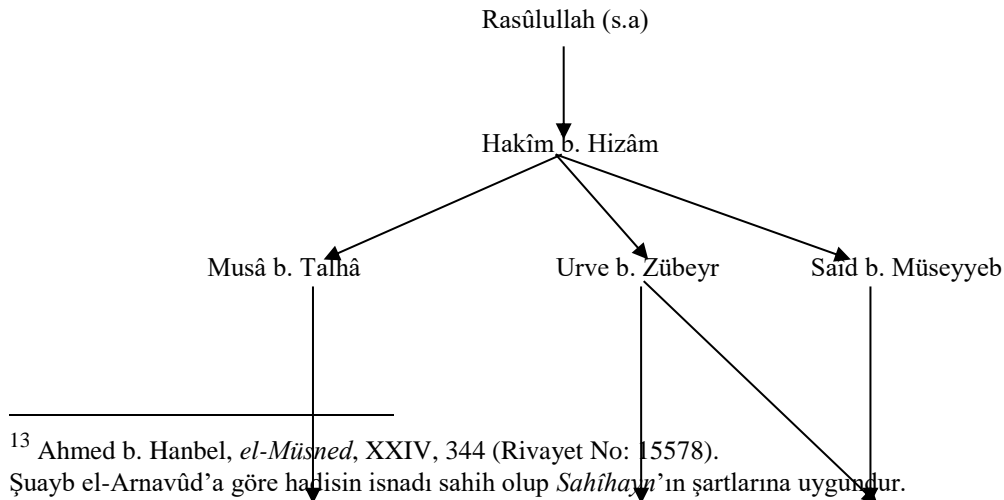 Rasûlullah (s.a)
Hakîm b. Hizâm
Musâ b. Talhâ Urve b. Zübeyr Saîd b. Müseyyeb
13 Ahmed b. Hanbel, el-Müsned, XXIV, 344 (Rivayet No: 15578).
Şuayb el-Arnavûd’a göre hadisin isnadı sahih olup Sahîhayn’ın şartlarına uygundur.